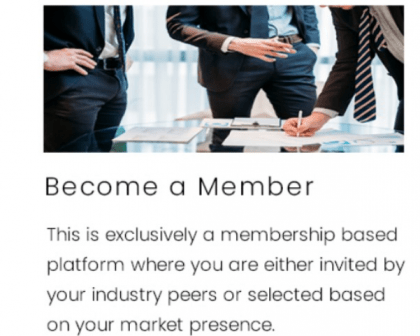 Become a Member
This is exclusively a membership based
platform where you are either invited by
your industry peers or selected based
on your market presence.